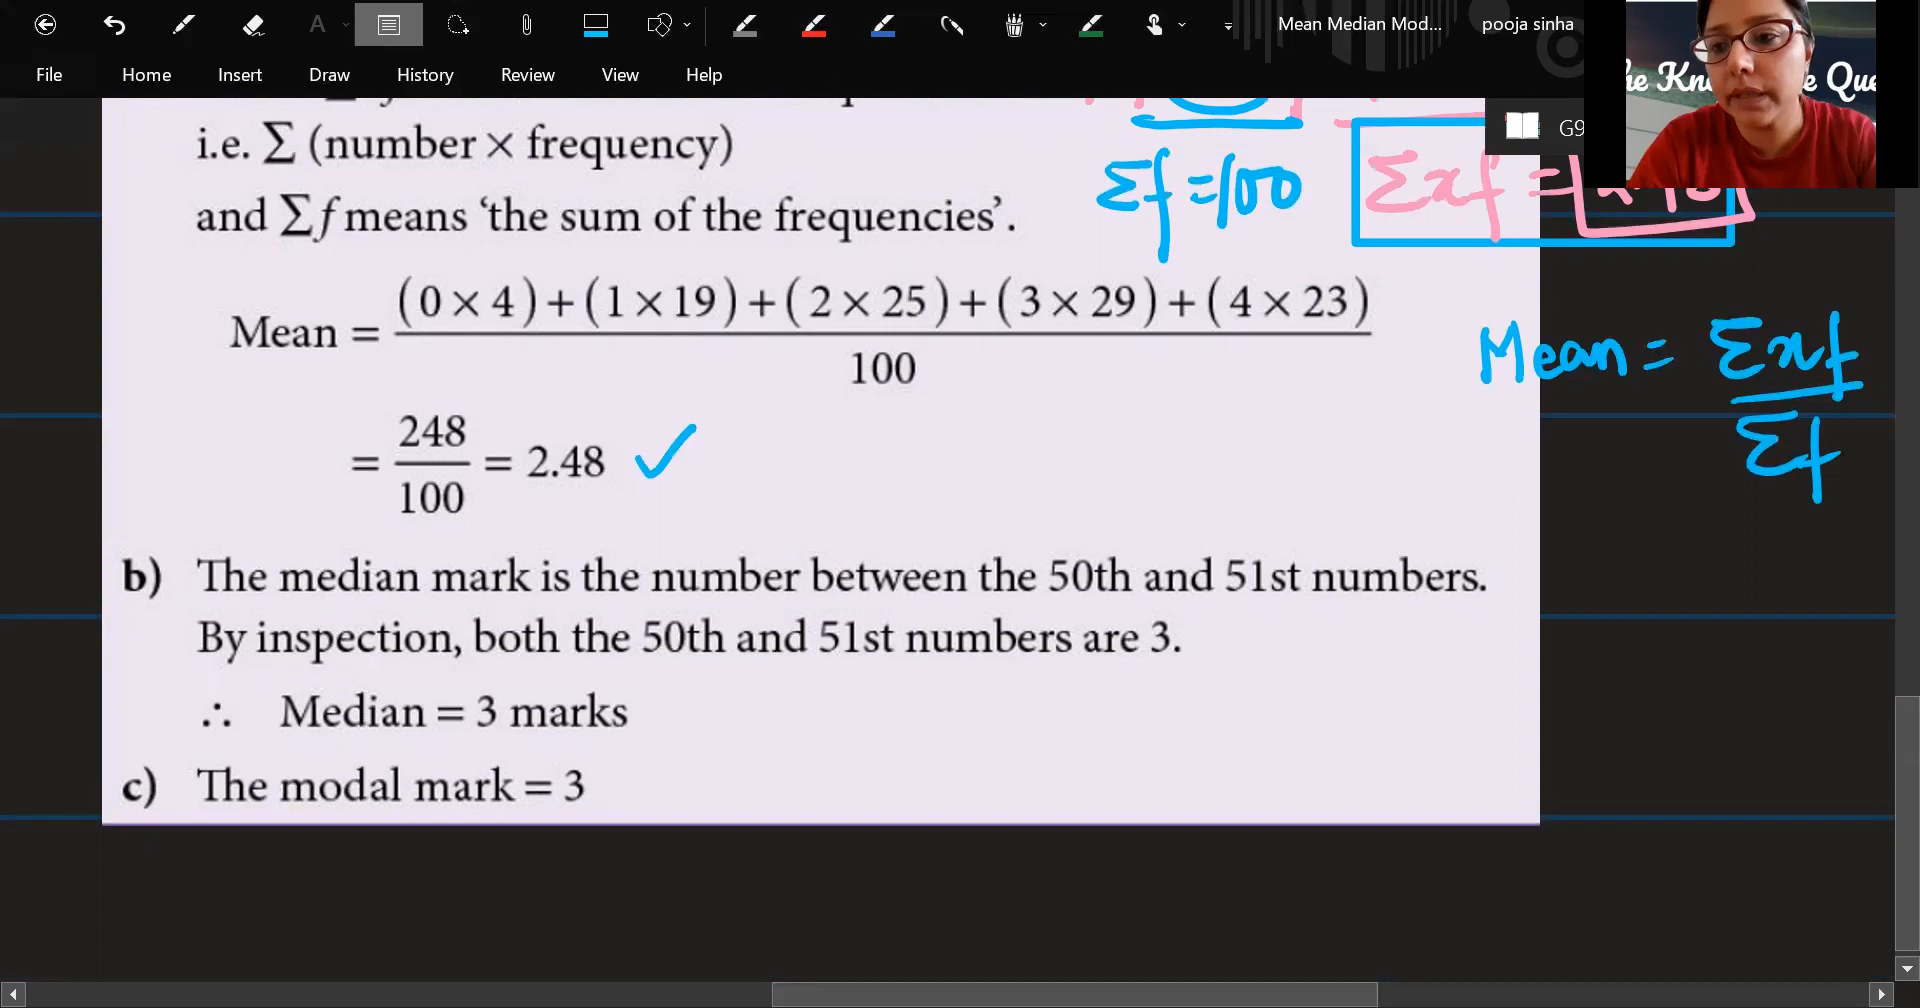 Mean Median Mod... pooja sinha
File Home Insert Draw History Review View Help
G9
i.e. ∑ (number × frequency)
and ∑f means ‘the sum of the frequencies’.
Σf = 100
Σxf =
Mean = (0 × 4) + (1 × 19) + (2 × 25) + (3 × 29) + (4 × 23)
100
Mean = Σxf
Σf
= 248
100
= 2.48 ✓
b) The median mark is the number between the 50th and 51st numbers.
By inspection, both the 50th and 51st numbers are 3.
∴ Median = 3 marks
c) The modal mark = 3